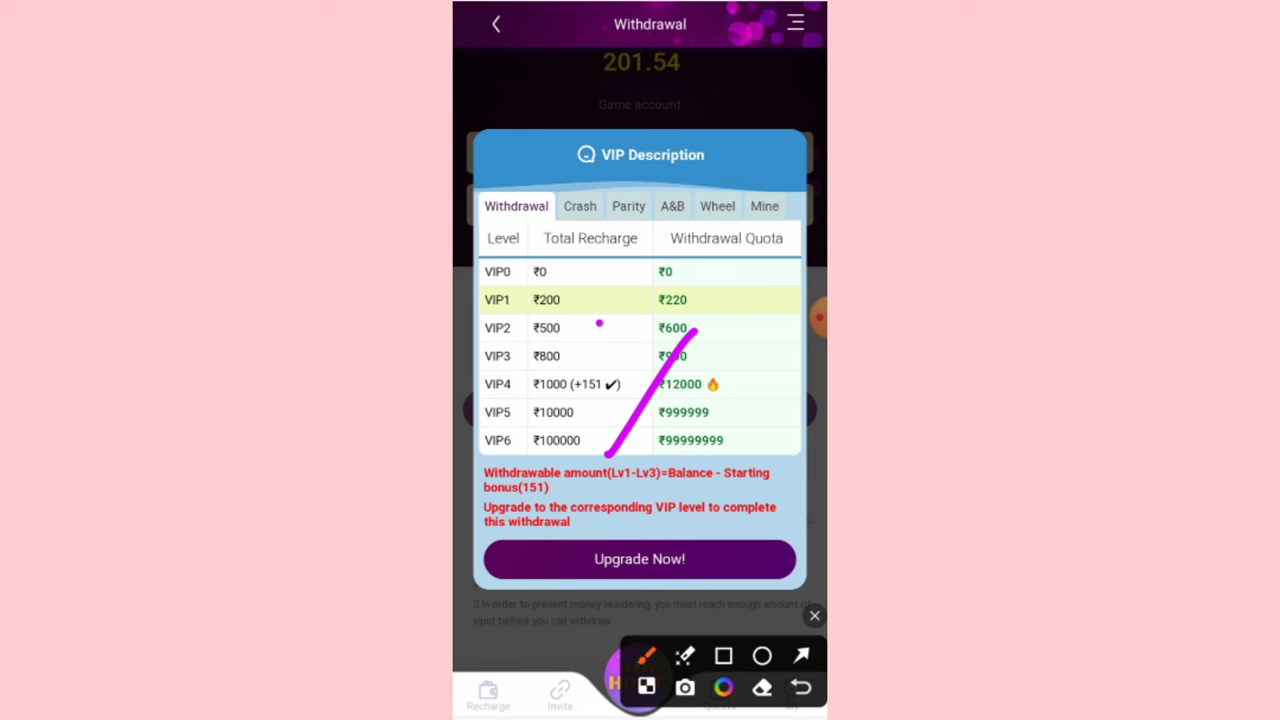 Withdrawal
201.54
Game account
VIP Description
Withdrawal Crash Parity A&B Wheel Mine
Level Total Recharge Withdrawal Quota
VIP0 ₹0 ₹0
VIP1 ₹200 ₹220
VIP2 ₹500 ₹600
VIP3 ₹800
VIP4 ₹1000 (+151 ✔) ₹12000 🔥
VIP5 ₹10000 ₹999999
VIP6 ₹100000 ₹99999999
Withdrawable amount(Lv1-Lv3)=Balance - Starting
bonus(151)
Upgrade to the corresponding VIP level to complete
this withdrawal
Upgrade Now!
3.In order to prevent money laundering, you must reach enough amount of
input before you can withdraw.
Recharge Invite